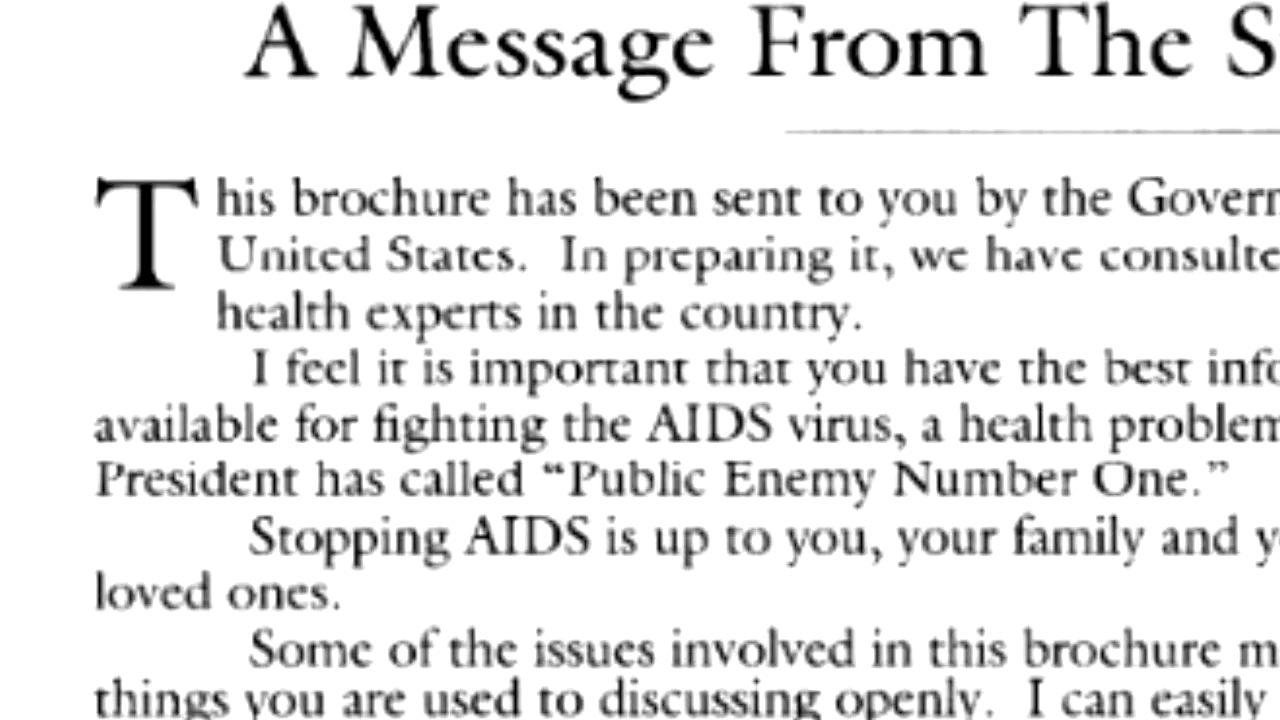 A Message From The S
This brochure has been sent to you by the Govern
United States. In preparing it, we have consulte
health experts in the country.
I feel it is important that you have the best info
available for fighting the AIDS virus, a health problem
President has called “Public Enemy Number One.”
Stopping AIDS is up to you, your family and y
loved ones.
Some of the issues involved in this brochure m
things you are used to discussing openly. I can easily